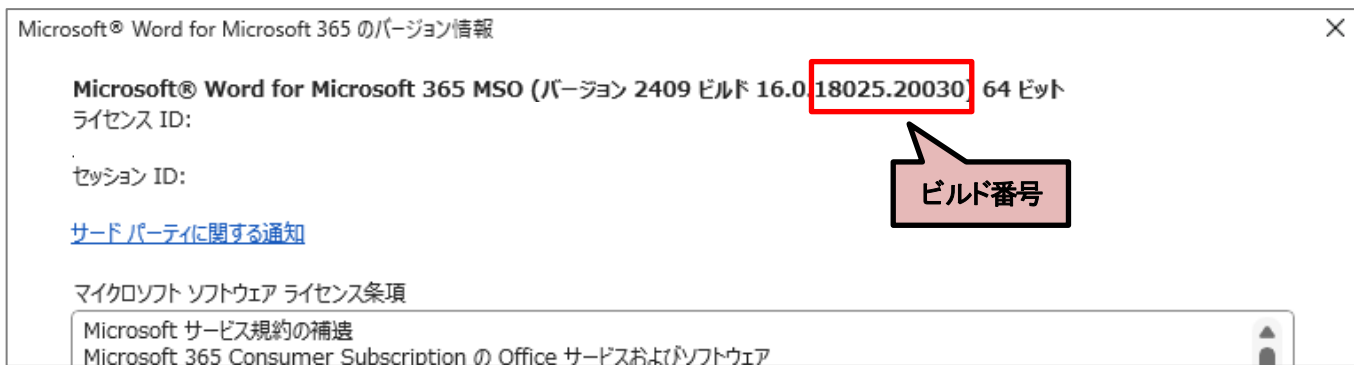 Microsoft® Word for Microsoft 365 のバージョン情報
Microsoft® Word for Microsoft 365 MSO (バージョン 2409 ビルド 16.0.18025.20030) 64 ビット
ライセンス ID:
セッション ID:
ビルド番号
サード パーティに関する通知
マイクロソフト ソフトウェア ライセンス条項
Microsoft サービス規約の補遺
Microsoft 365 Consumer Subscription の Office サービスおよびソフトウェア